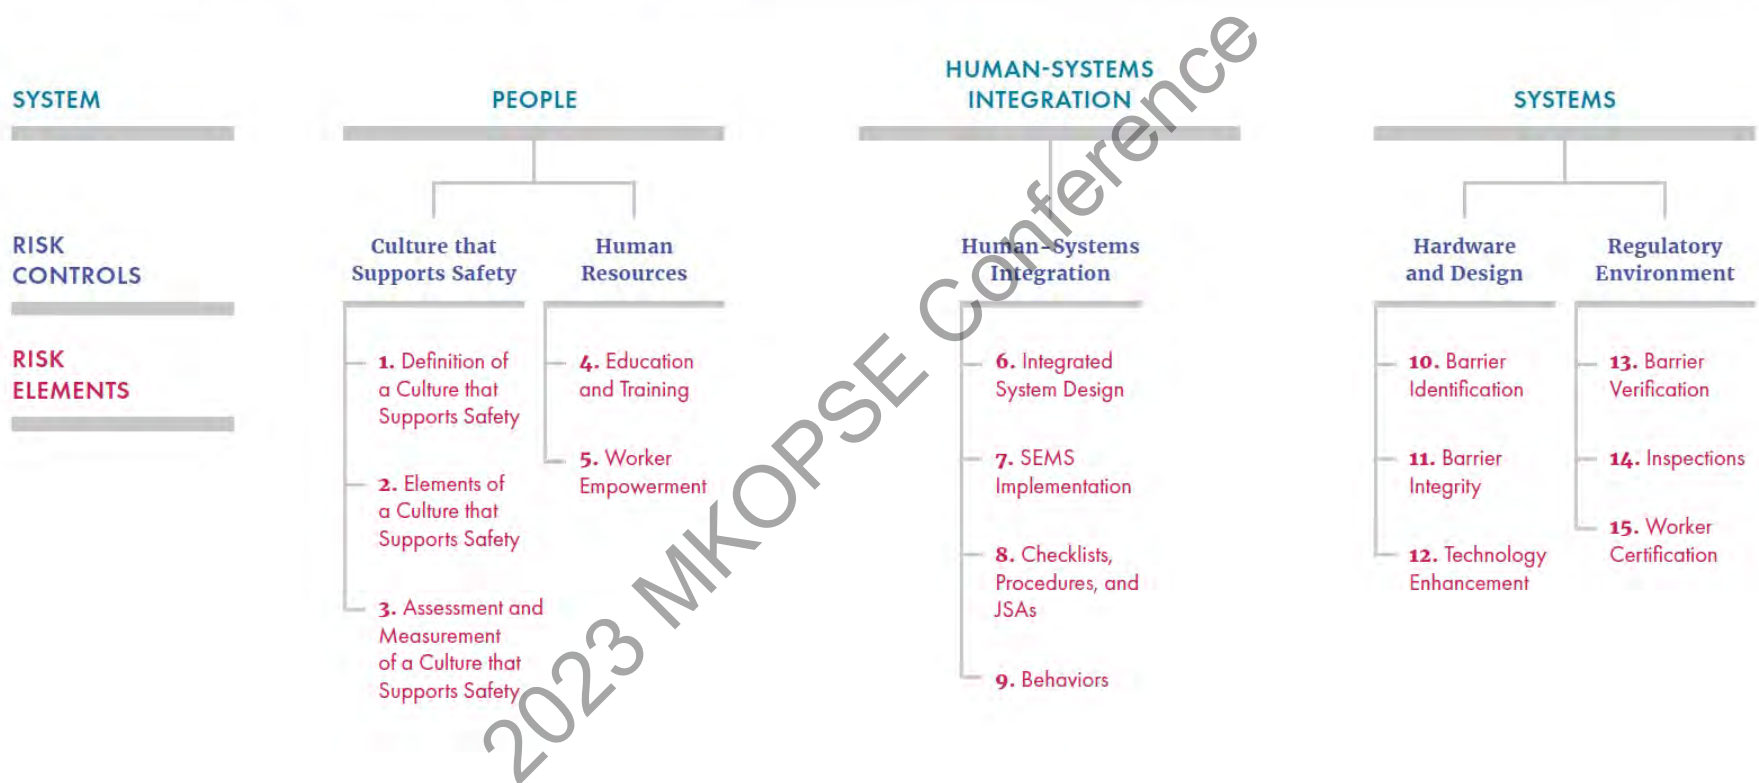 SYSTEM
PEOPLE
HUMAN-SYSTEMS
INTEGRATION
SYSTEMS
RISK
CONTROLS
Culture that
Supports Safety
Human
Resources
Human-Systems
Integration
Hardware
and Design
Regulatory
Environment
RISK
ELEMENTS
1. Definition of
a Culture that
Supports Safety
2. Elements of
a Culture that
Supports Safety
3. Assessment and
Measurement
of a Culture that
Supports Safety
4. Education
and Training
5. Worker
Empowerment
6. Integrated
System Design
7. SEMS
Implementation
8. Checklists,
Procedures, and
JSAs
9. Behaviors
10. Barrier
Identification
11. Barrier
Integrity
12. Technology
Enhancement
13. Barrier
Verification
14. Inspections
15. Worker
Certification
2023 MKOPSE Conference